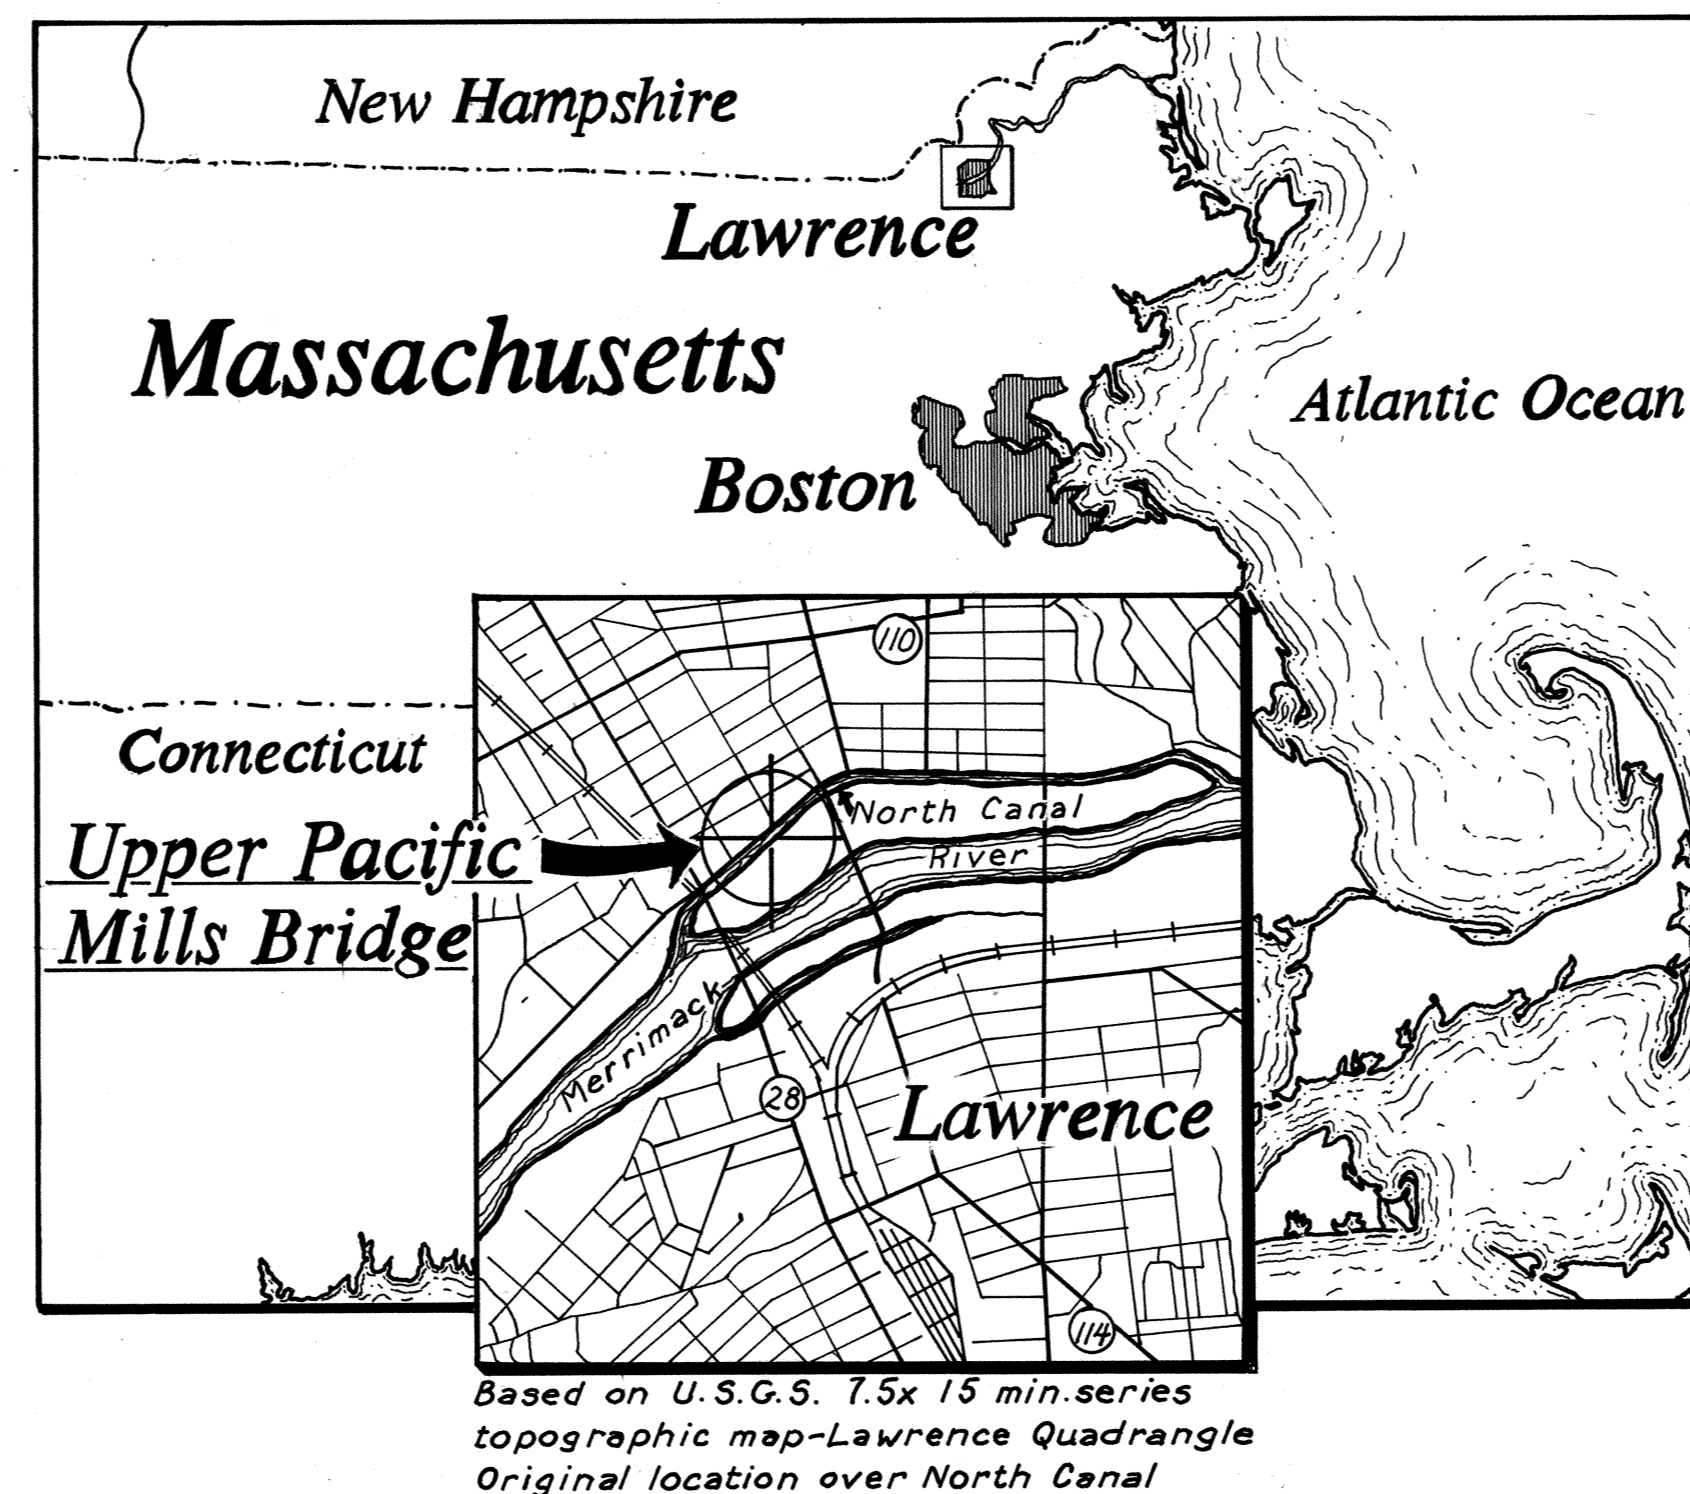 New Hampshire
Lawrence
Massachusetts
Atlantic Ocean
Boston
110
Connecticut
North Canal
Upper Pacific
River
Mills Bridge
Merrimack
28
Lawrence
114
Based on U.S.G.S. 7.5x 15 min.series
topographic map-Lawrence Quadrangle
Original location over North Canal